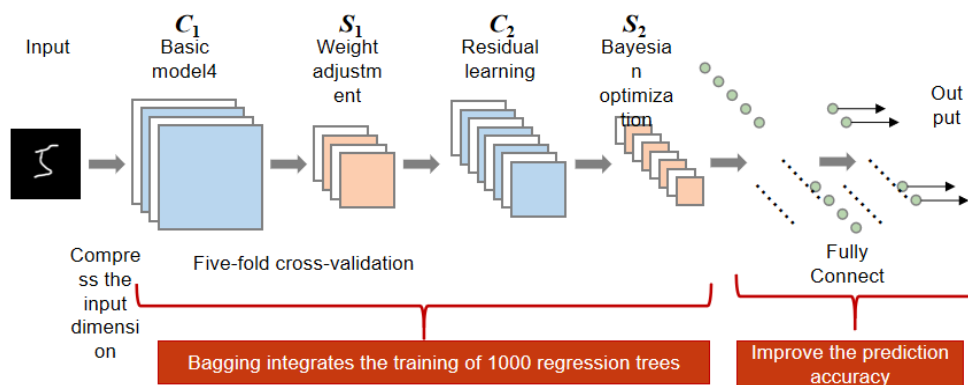 C1
S1
C2
S2
Input
Basic
model4
Weight
adjustm
ent
Residual
learning
Bayesia
n
optimiza
tion
Out
put
Compre
ss the
input
dimensi
on
Five-fold cross-validation
Fully
Connect
Bagging integrates the training of 1000 regression trees
Improve the prediction
accuracy